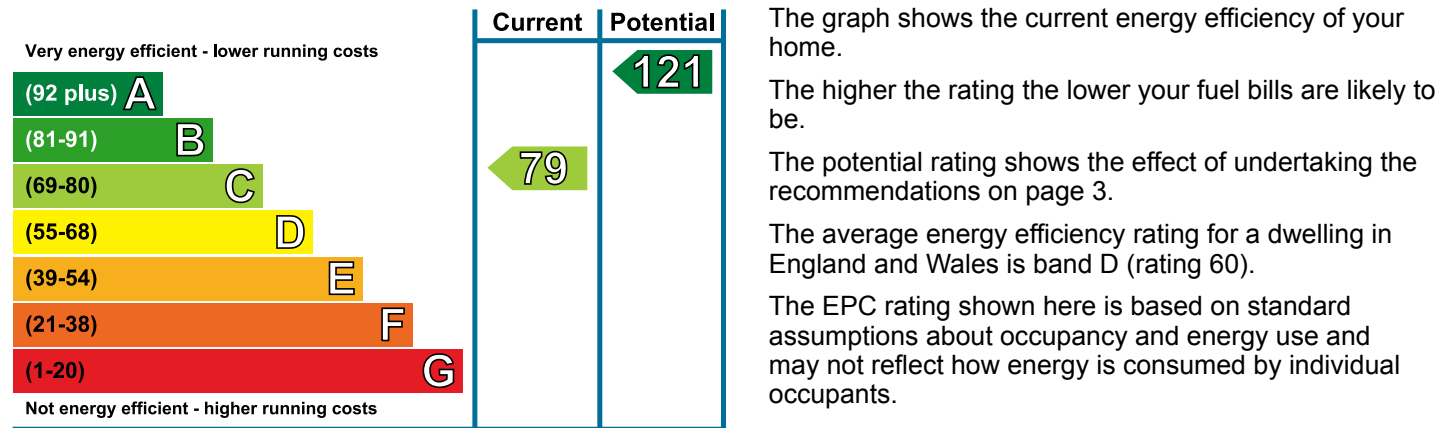 Current Potential
Very energy efficient - lower running costs
121
(92 plus) A
(81-91) B
79
(69-80) C
(55-68) D
(39-54) E
(21-38) F
(1-20) G
Not energy efficient - higher running costs
The graph shows the current energy efficiency of your
home.
The higher the rating the lower your fuel bills are likely to
be.
The potential rating shows the effect of undertaking the
recommendations on page 3.
The average energy efficiency rating for a dwelling in
England and Wales is band D (rating 60).
The EPC rating shown here is based on standard
assumptions about occupancy and energy use and
may not reflect how energy is consumed by individual
occupants.